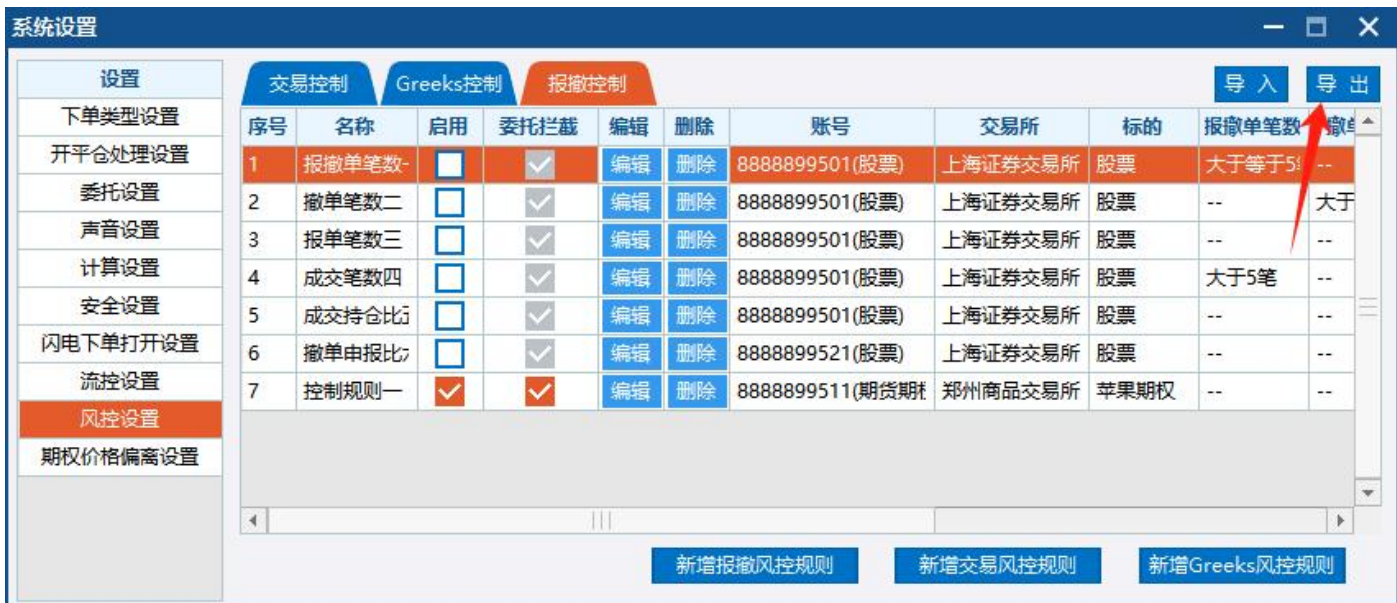 系统设置
设置
下单类型设置
开平仓处理设置
委托设置
声音设置
计算设置
安全设置
闪电下单打开设置
流控设置
风控设置
期权价格偏离设置
交易控制 Greeks控制 报撤控制 导 入 导 出
序号 名称 启用 委托拦截 编辑 删除 账号 交易所 标的 报撤单笔数
1 报撤单笔数 编辑 删除 8888899501(股票) 上海证券交易所 股票 大于等于5 --
2 撤单笔数二 编辑 删除 8888899501(股票) 上海证券交易所 股票 -- 大于
3 报单笔数三 编辑 删除 8888899501(股票) 上海证券交易所 股票 -- --
4 成交笔数四 编辑 删除 8888899501(股票) 上海证券交易所 股票 大于5笔 --
5 成交持仓比 编辑 删除 8888899501(股票) 上海证券交易所 股票 -- --
6 撤单申报比 编辑 删除 8888899521(股票) 上海证券交易所 股票 -- --
7 控制规则一 编辑 删除 8888899511(期货期 郑州商品交易所 苹果期权 -- --
新增报撤风控规则 新增交易风控规则 新增Greeks风控规则